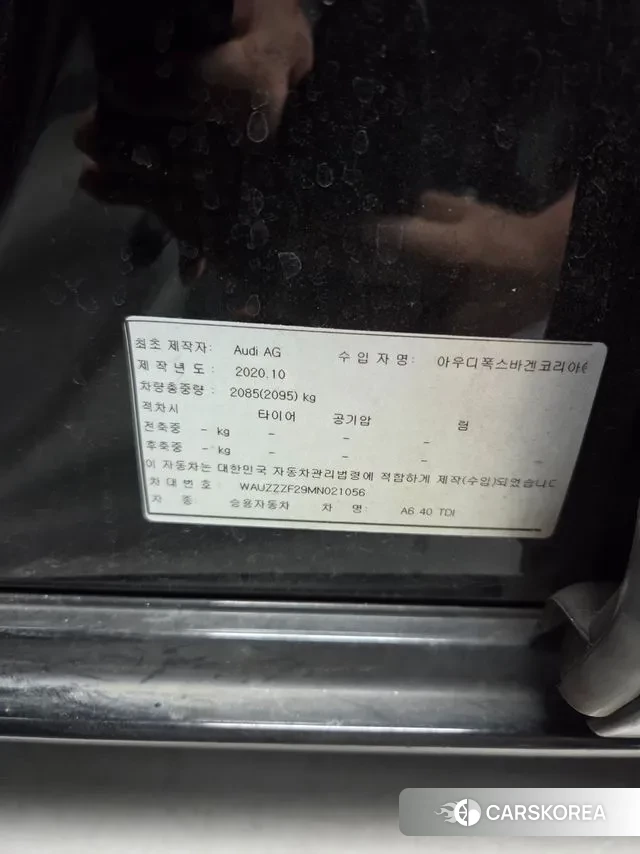 최초 제작자: Audi AG 수 입 자 명: 아우디폭스바겐코리아(
제 작 년 도 : 2020.10
차량총중량 : 2085(2095) kg
적차시 타이어 공기압 림
전축중 - kg - - -
후축중 - kg - - - -
이 자동차는 대한민국 자동차관리법령에 적합하게 제작(수입)되었습니다
차 대 번 호 WAUZZZF29MN021056
차 종 승용자동차 차 명: A6 40 TDI
CARSKOREA